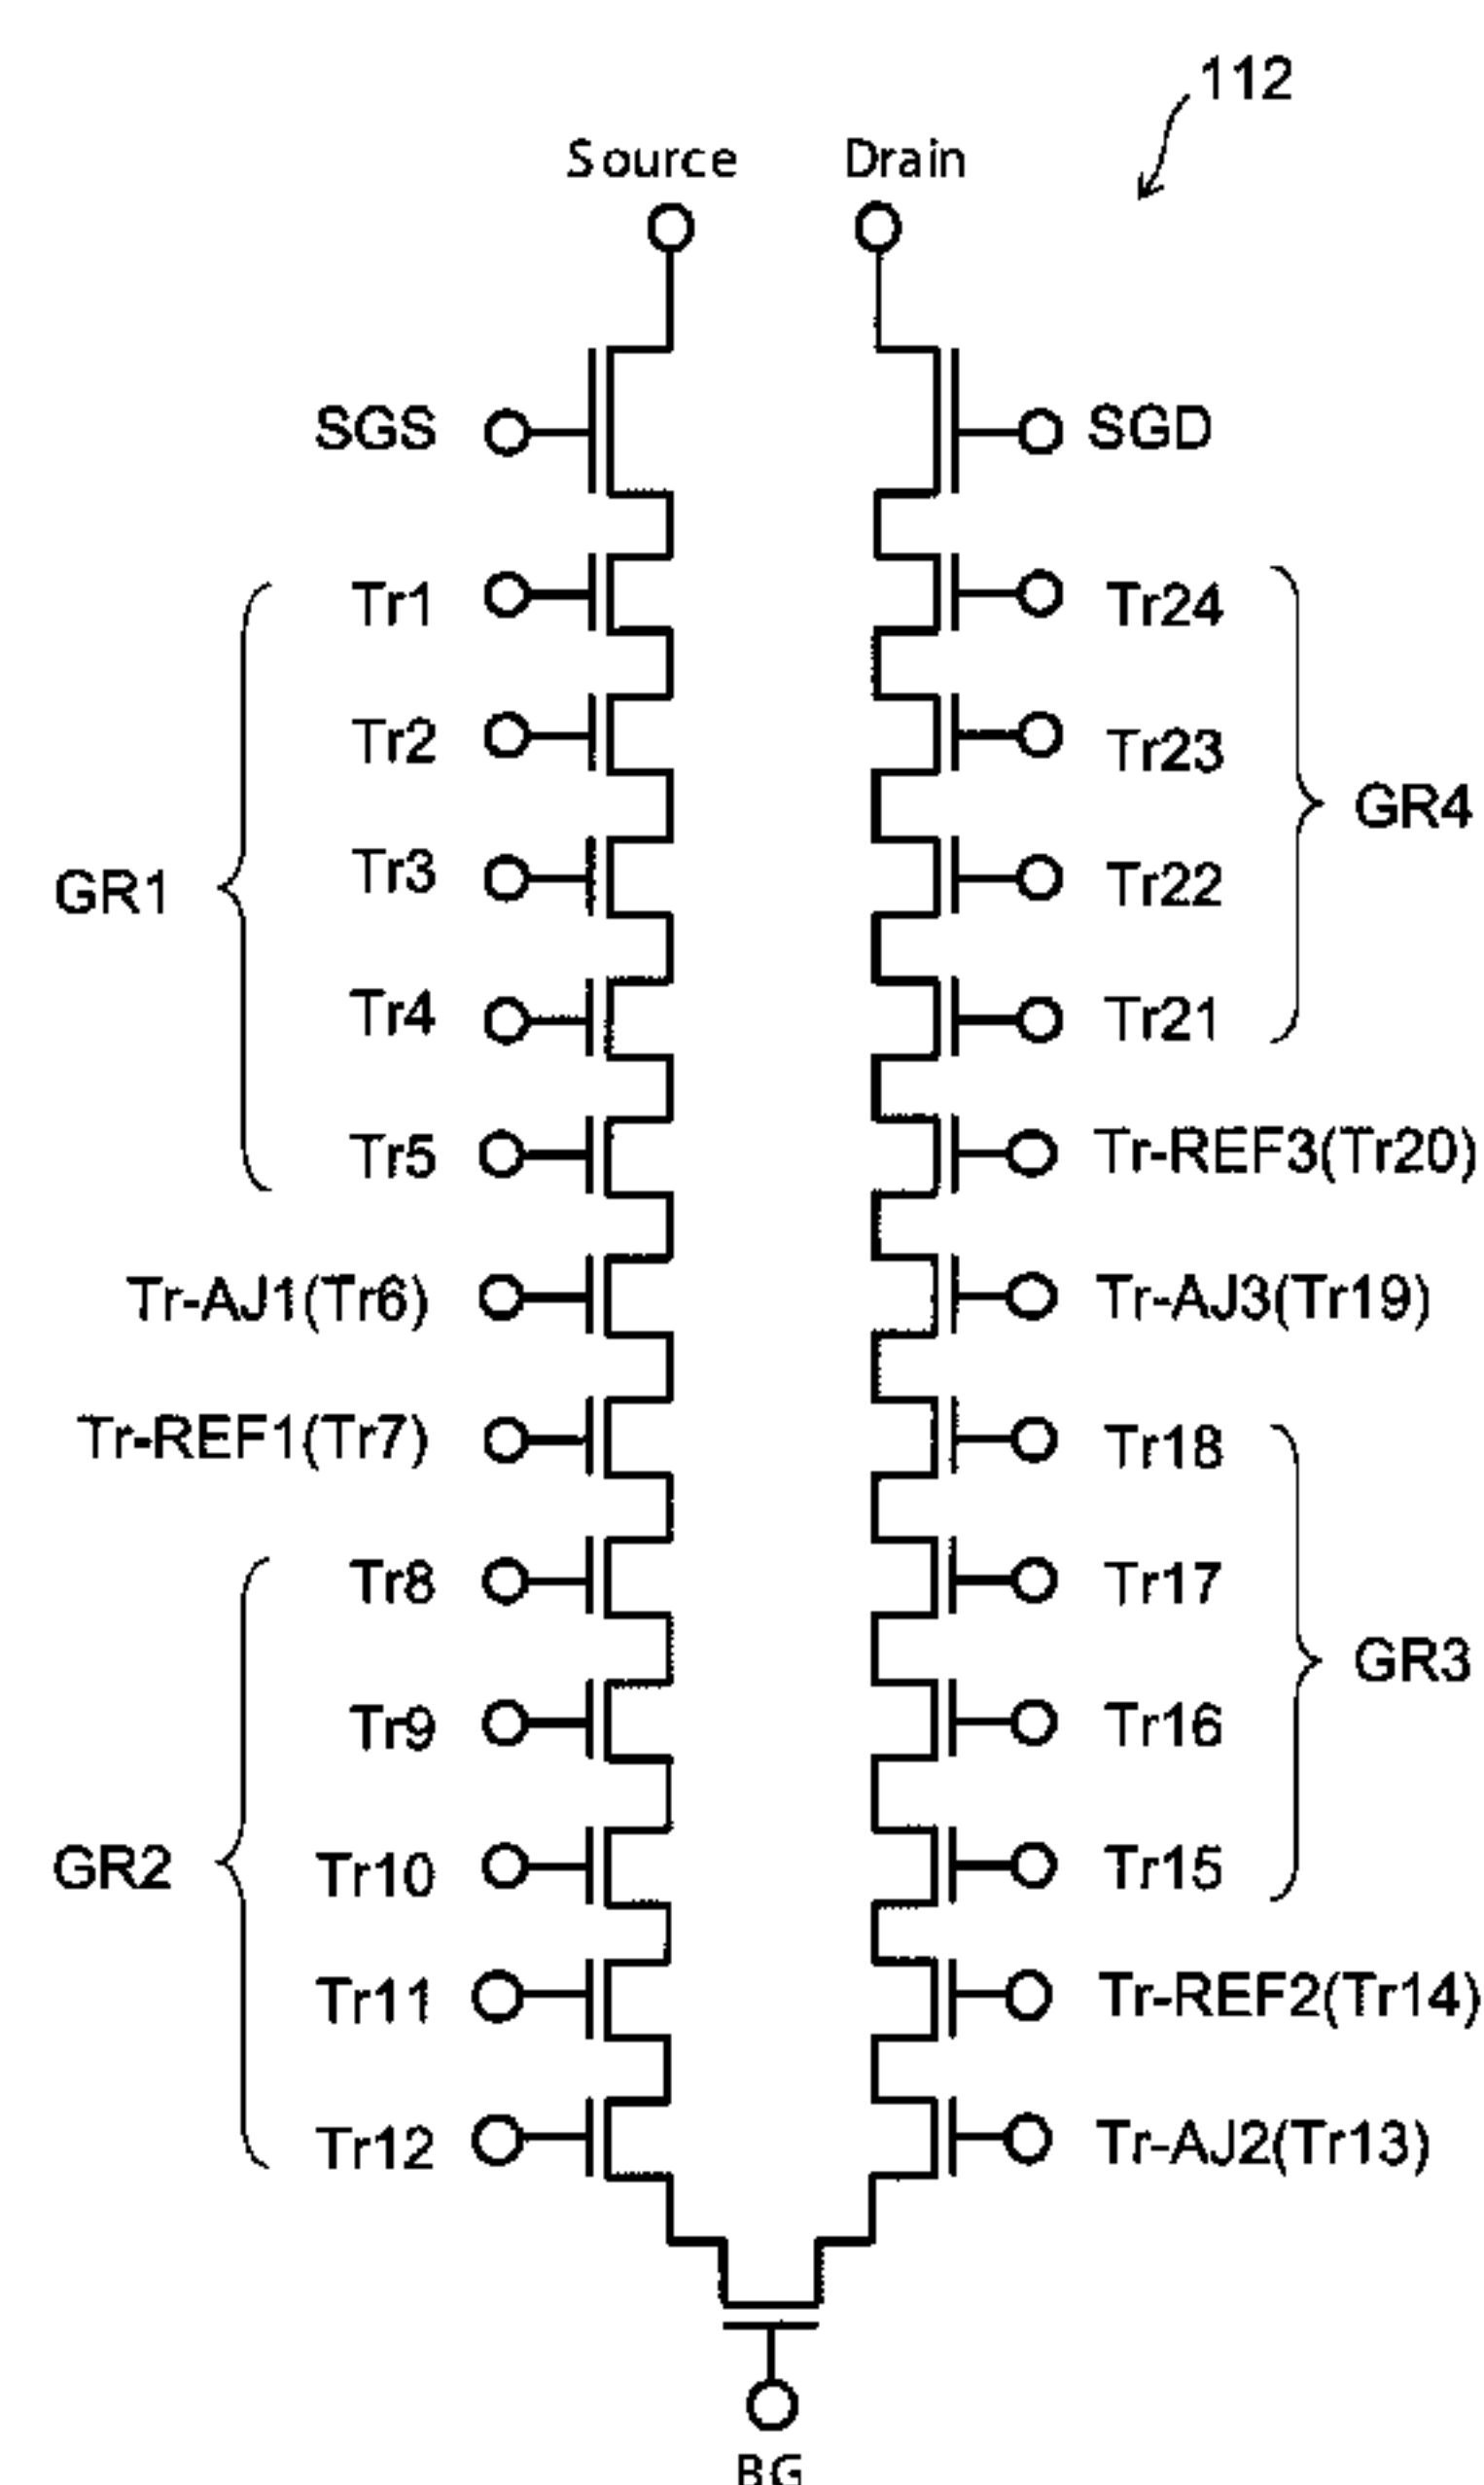 112
Source Drain
SGS SGD
Tr1 Tr24
Tr2 Tr23
GR4
Tr3 Tr22
GR1
Tr4 Tr21
Tr5 Tr-REF3(Tr20)
Tr-AJ1(Tr6) Tr-AJ3(Tr19)
Tr-REF1(Tr7) Tr18
Tr8 Tr17
GR3
Tr9 Tr16
GR2 Tr10 Tr15
Tr11 Tr-REF2(Tr14)
Tr12 Tr-AJ2(Tr13)
BG